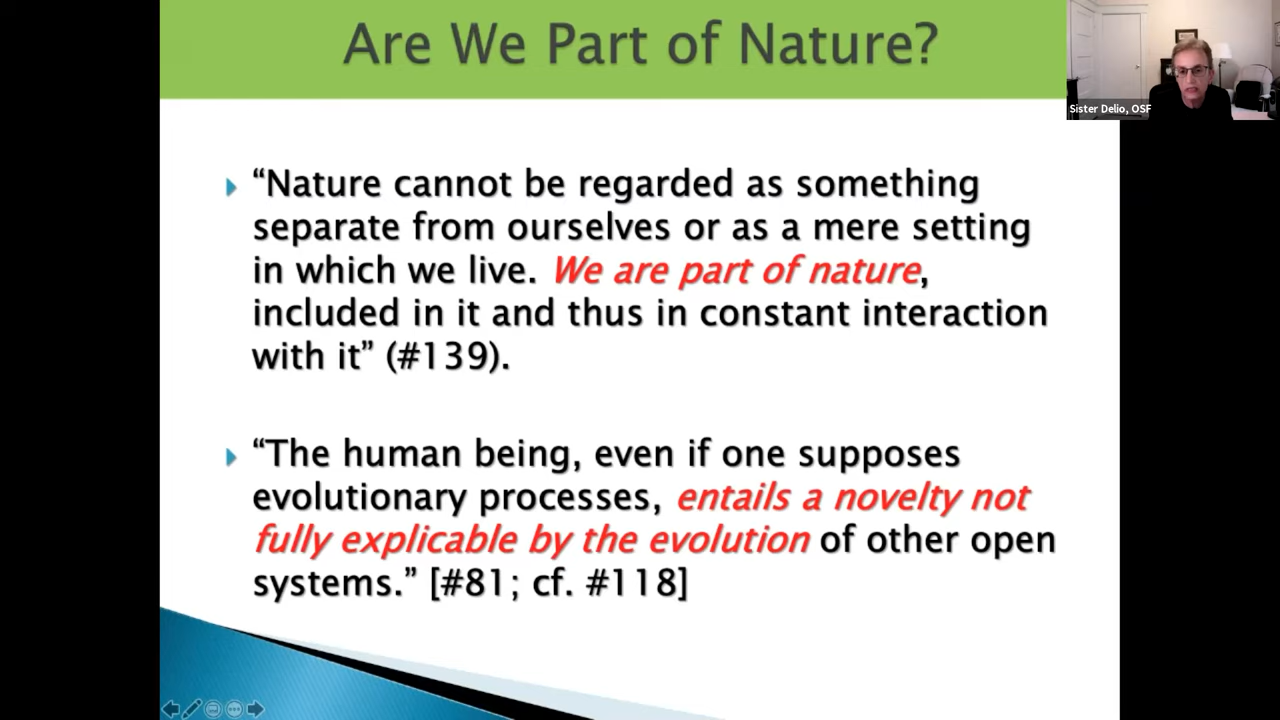 Are We Part of Nature?
Sister Delio, OSF
“Nature cannot be regarded as something
separate from ourselves or as a mere setting
in which we live. We are part of nature,
included in it and thus in constant interaction
with it” (#139).
“The human being, even if one supposes
evolutionary processes, entails a novelty not
fully explicable by the evolution of other open
systems.” [#81; cf. #118]